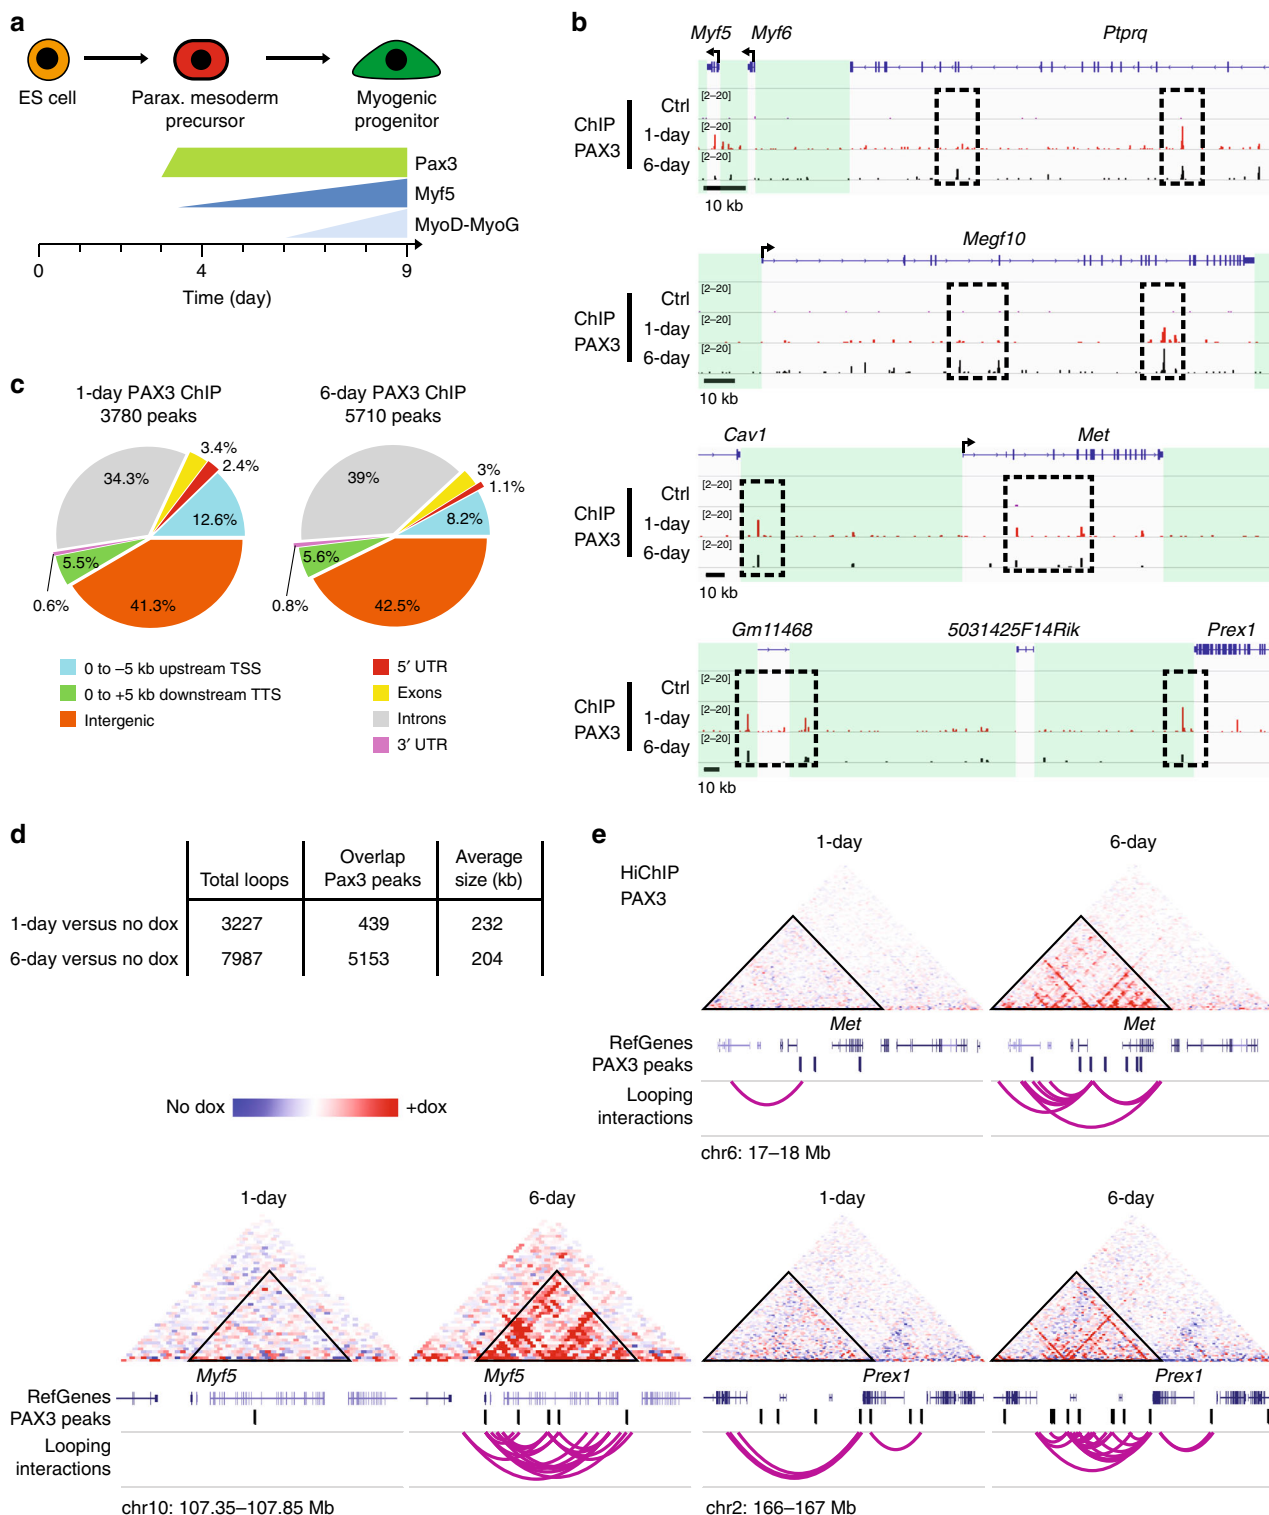 a
ES cell
Parax. mesoderm
precursor
Myogenic
progenitor
Pax3
Myf5
MyoD-MyoG
0
4
9
Time (day)
b
Myf5
Myf6
Ptprq
ChIP
PAX3
Ctrl
1-day
6-day
[2–20]
[2–20]
[2–20]
10 kb
Megf10
ChIP
PAX3
Ctrl
1-day
6-day
[2–20]
[2–20]
[2–20]
10 kb
Cav1
Met
ChIP
PAX3
Ctrl
1-day
6-day
[2–20]
[2–20]
[2–20]
10 kb
Gm11468
5031425F14Rik
Prex1
ChIP
PAX3
Ctrl
1-day
6-day
[2–20]
[2–20]
[2–20]
10 kb
c
1-day PAX3 ChIP
3780 peaks
34.3%
3.4%
2.4%
12.6%
5.5%
0.6%
41.3%
6-day PAX3 ChIP
5710 peaks
39%
3%
1.1%
8.2%
5.6%
0.8%
42.5%
0 to –5 kb upstream TSS
0 to +5 kb downstream TTS
Intergenic
5′ UTR
Exons
Introns
3′ UTR
d
Total loops
Overlap
Pax3 peaks
Average
size (kb)
1-day versus no dox 3227 439 232
6-day versus no dox 7987 5153 204
No dox
+dox
e
HiChIP
PAX3
1-day
6-day
Met
Met
RefGenes
PAX3 peaks
Looping
interactions
chr6: 17–18 Mb
1-day
6-day
1-day
6-day
Myf5
Myf5
Prex1
Prex1
RefGenes
PAX3 peaks
Looping
interactions
chr10: 107.35–107.85 Mb
chr2: 166–167 Mb